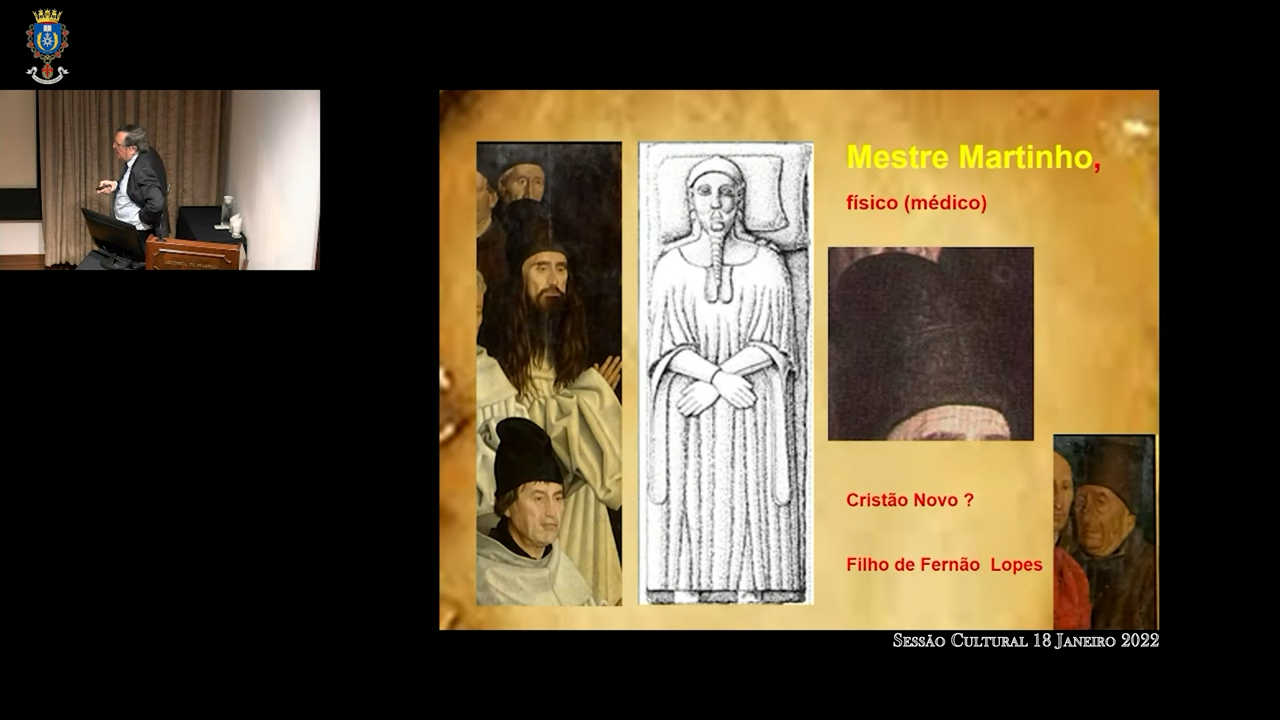 Mestre Martinho,
físico (médico)
Cristão Novo ?
Filho de Fernão Lopes
Sessão Cultural 18 Janeiro 2022